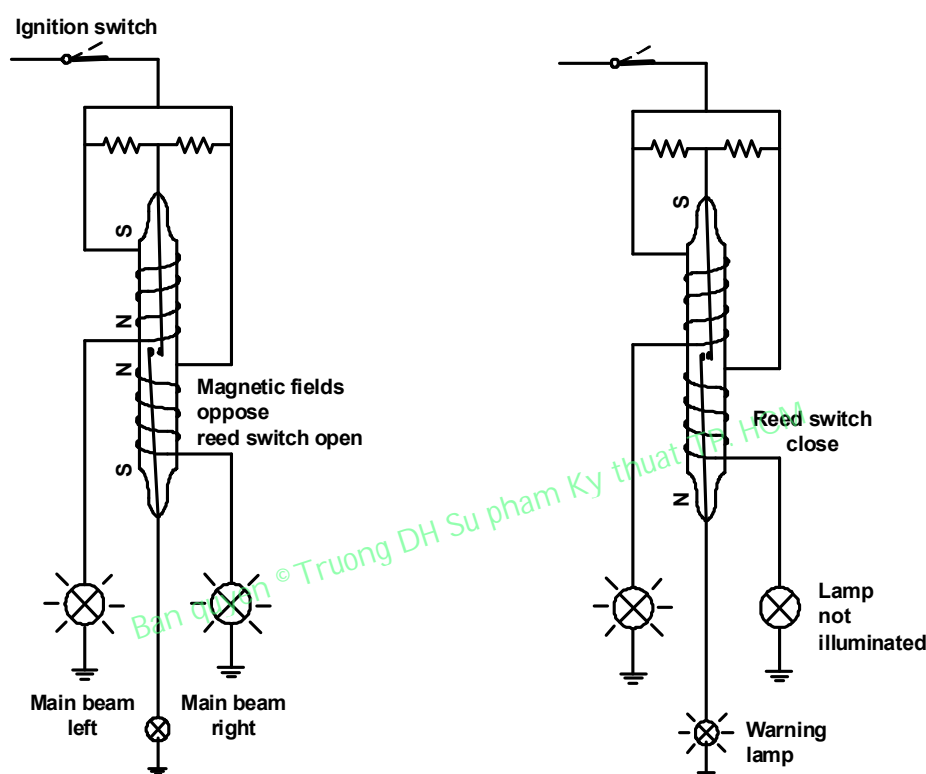 Ignition switch
S
N
N
S
Magnetic fields
oppose
reed switch open
Main beam
left
Main beam
right
S
N
Reed switch
close
Lamp
not
illuminated
Warning
lamp
Ban quyen © Truong DH Su pham Ky thuat TP. HCM